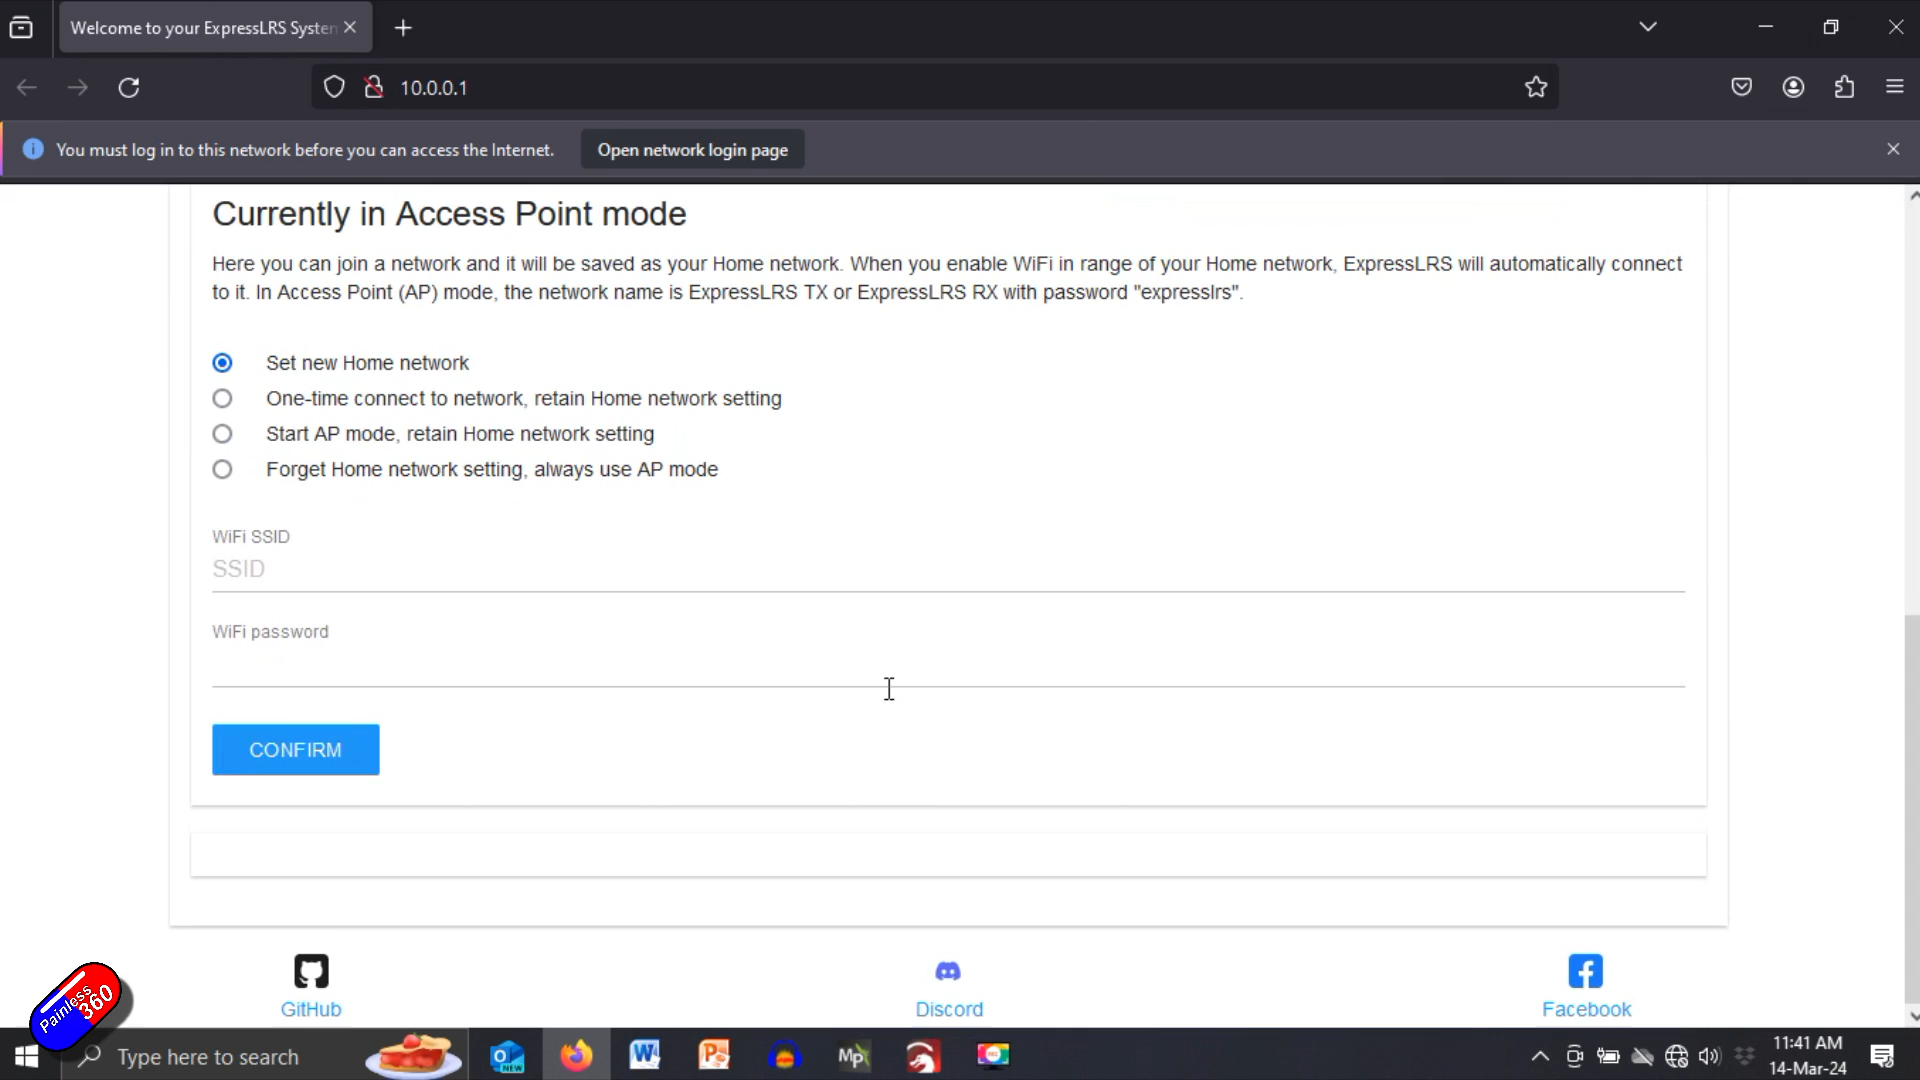 Welcome to your ExpressLRS System
10.0.0.1
You must log in to this network before you can access the Internet.
Open network login page
Currently in Access Point mode
Here you can join a network and it will be saved as your Home network. When you enable WiFi in range of your Home network, ExpressLRS will automatically connect
to it. In Access Point (AP) mode, the network name is ExpressLRS TX or ExpressLRS RX with password "expresslrs".
Set new Home network
One-time connect to network, retain Home network setting
Start AP mode, retain Home network setting
Forget Home network setting, always use AP mode
WiFi SSID
SSID
WiFi password
CONFIRM
GitHub
Discord
Facebook
Painless
360
Type here to search
NEW
Mp
11:41 AM
14-Mar-24